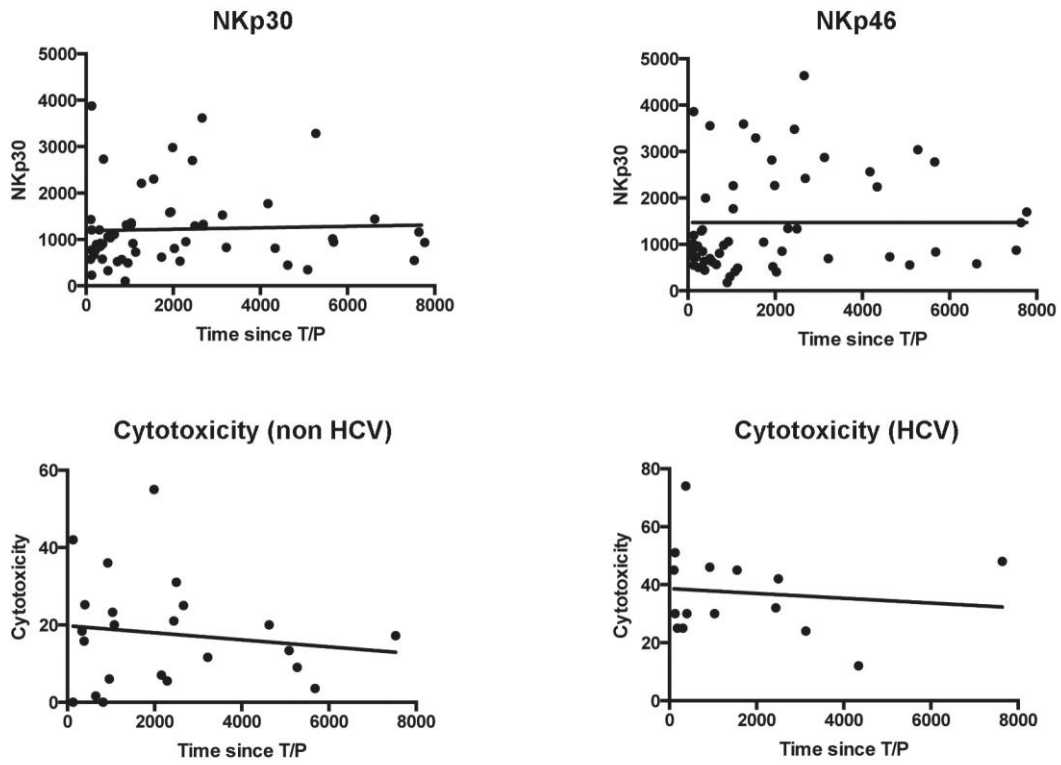 NKp30
5000
4000
3000
2000
1000
0
NKp30
0 2000 4000 6000 8000
Time since T/P
NKp46
5000
4000
3000
2000
1000
0
NKp30
0 2000 4000 6000 8000
Time since T/P
Cytotoxicity (non HCV)
60
40
20
0
Cytotoxicity
0 2000 4000 6000 8000
Time since T/P
Cytotoxicity (HCV)
80
60
40
20
0
Cytotoxicity
0 2000 4000 6000 8000
Time since T/P